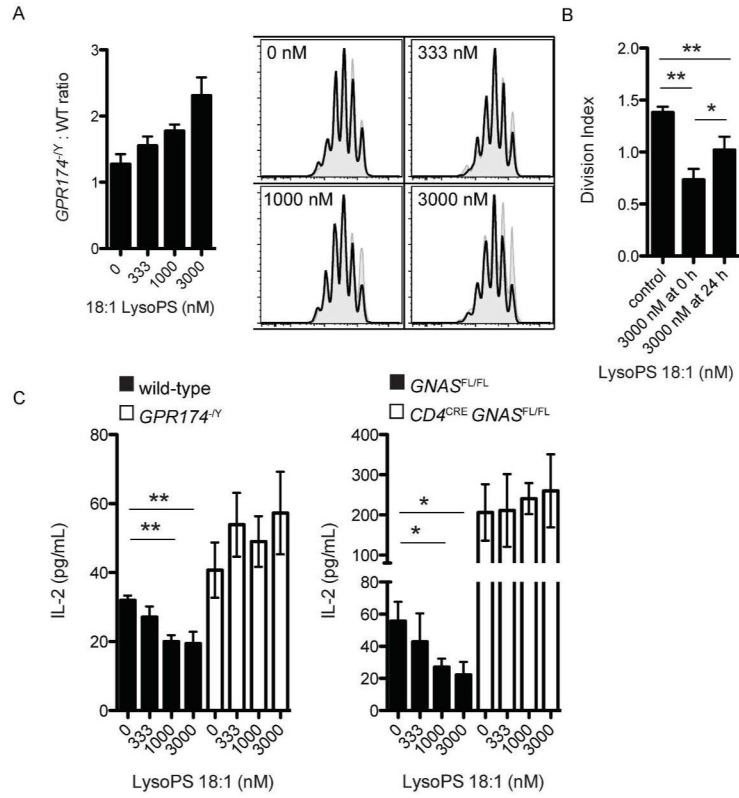 A
GPR174-/Y : WT ratio
3
2
1
0
0
333
1000
3000
18:1 LysoPS (nM)
0 nM
333 nM
1000 nM
3000 nM
B
Division Index
2.0
1.5
1.0
0.5
0.0
**
**
*
control
3000 nM at 0 h
3000 nM at 24 h
LysoPS 18:1 (nM)
C
wild-type
GPR174-/Y
IL-2 (pg/mL)
80
60
40
20
0
**
**
0
333
1000
3000
0
333
1000
3000
LysoPS 18:1 (nM)
GNASFL/FL
CD4CRE GNASFL/FL
IL-2 (pg/mL)
400
300
200
100
80
60
40
20
0
*
*
0
333
1000
3000
0
333
1000
3000
LysoPS 18:1 (nM)